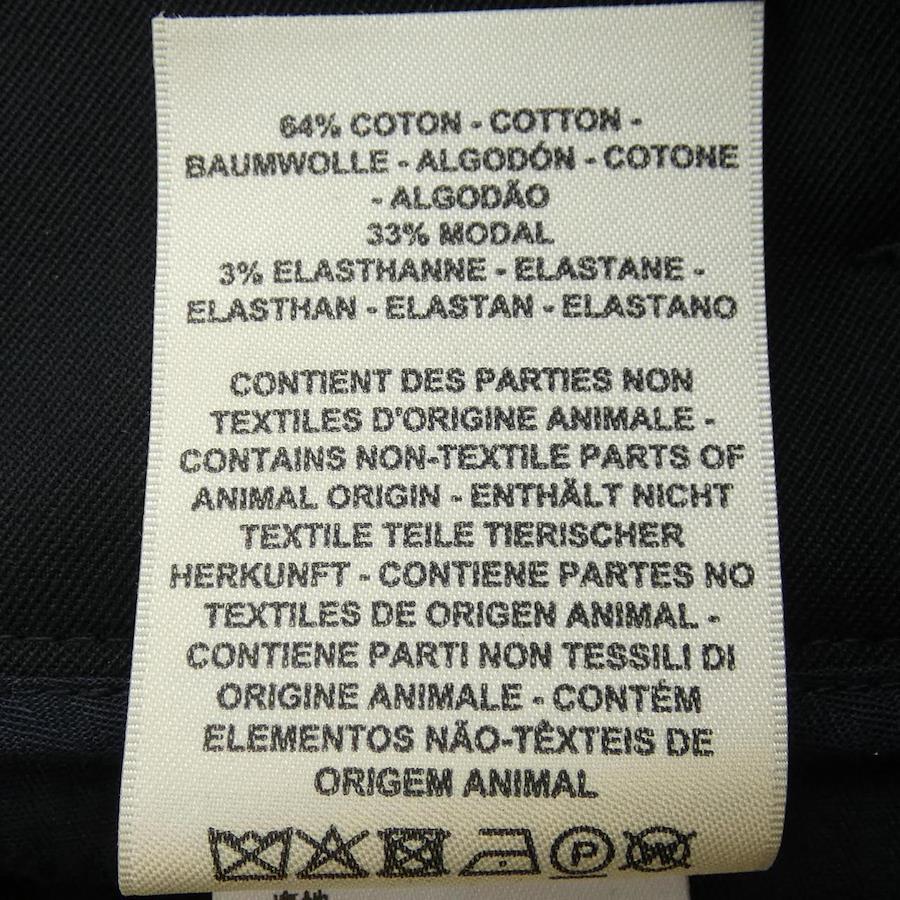 64% COTON - COTTON -
BAUMWOLLE - ALGODÓN - COTONE
- ALGODÃO
33% MODAL
3% ELASTHANNE - ELASTANE -
ELASTHAN - ELASTAN - ELASTANO
CONTIENT DES PARTIES NON
TEXTILES D'ORIGINE ANIMALE -
CONTAINS NON-TEXTILE PARTS OF
ANIMAL ORIGIN - ENTHÄLT NICHT
TEXTILE TEILE TIERISCHER
HERKUNFT - CONTIENE PARTES NO
TEXTILES DE ORIGEN ANIMAL -
CONTIENE PARTI NON TESSILI DI
ORIGINE ANIMALE - CONTÉM
ELEMENTOS NÃO-TÊXTEIS DE
ORIGEM ANIMAL
P W